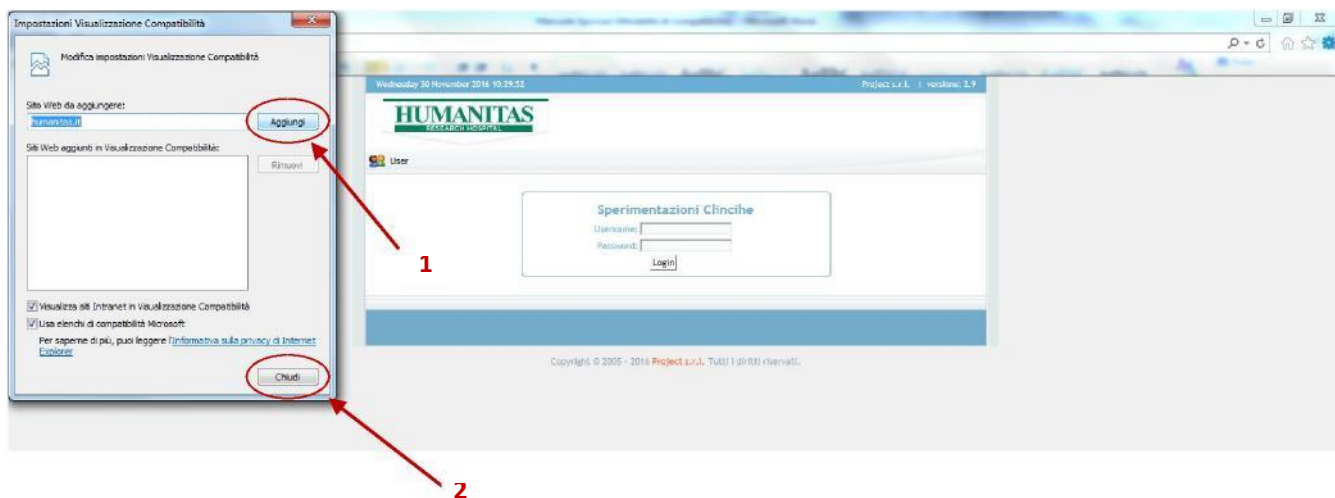 Impostazioni Visualizzazione Compatibilità
Modifica impostazioni Visualizzazione Compatibilità
Sito Web da aggiungere:
humanitas.it
Aggiungi
Siti Web aggiunti in Visualizzazione Compatibilità:
Rimuovi
Visualizza siti Intranet in Visualizzazione Compatibilità
Usa elenchi di compatibilità Microsoft
Per saperne di più, puoi leggere l'Informativa sulla privacy di Internet
Explorer
Chiudi
1
2
Wednesday 30 November 2016 10:29:52
Project s.r.l. | versione: 2.9
HUMANITAS
RESEARCH HOSPITAL
User
Sperimentazioni Clincihe
Username:
Password:
Login
Copyright © 2005 - 2016 Project s.r.l. Tutti i diritti riservati.